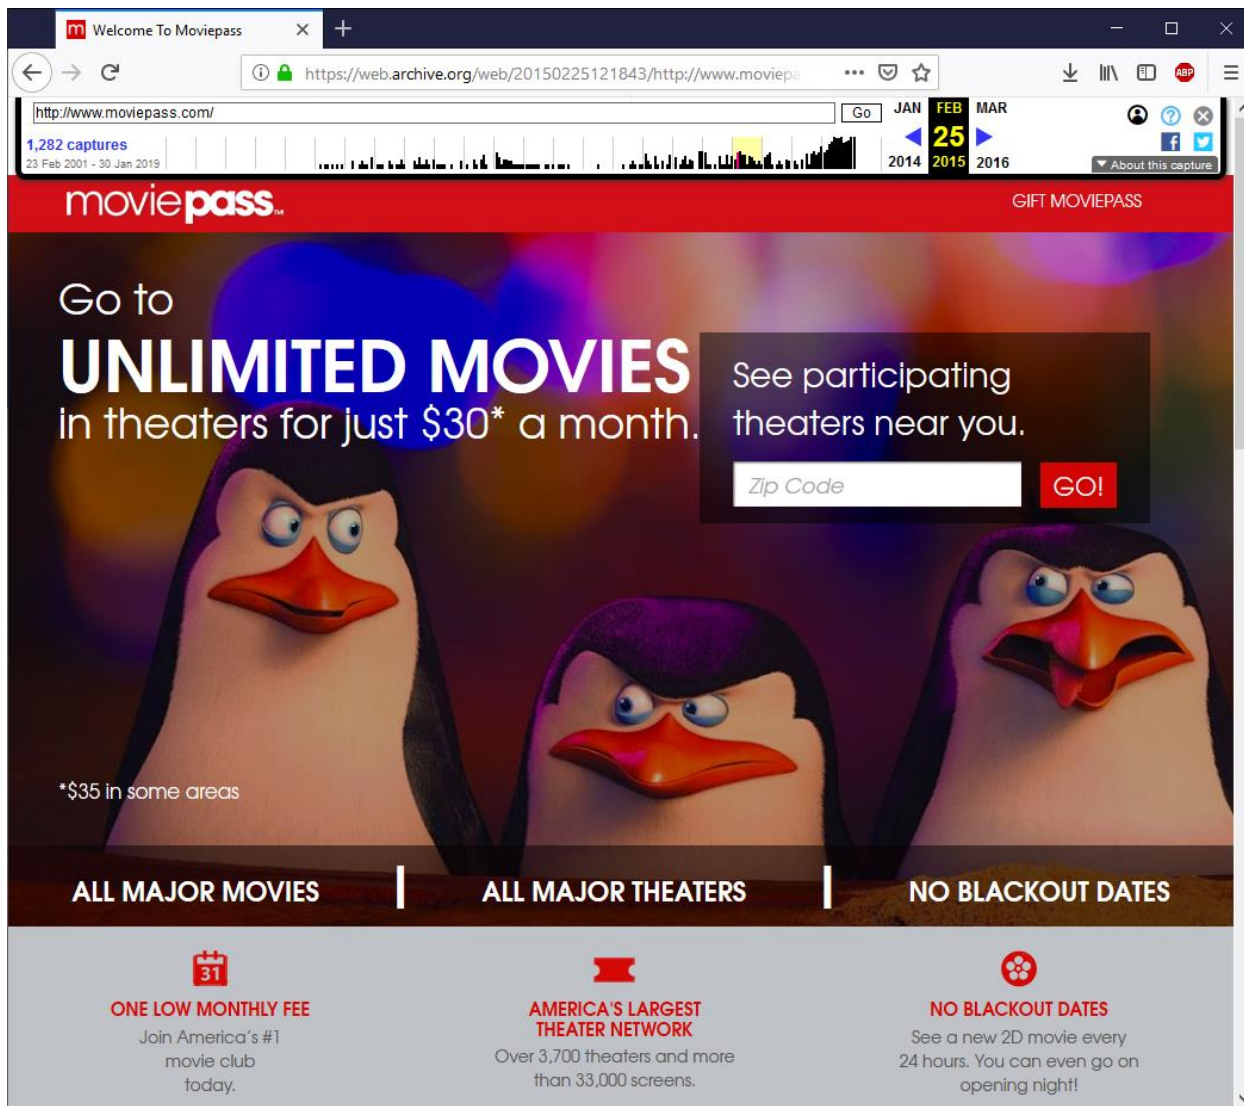 Welcome To Moviepass
https://web.archive.org/web/20150225121843/http://www.moviepa
ABP
http://www.moviepass.com/
Go
JAN FEB MAR
1,282 captures
25
23 Feb 2001 - 30 Jan 2019
2014 2015 2016
About this capture
moviepass™
GIFT MOVIEPASS
Go to
UNLIMITED MOVIES
in theaters for just $30* a month.
See participating
theaters near you.
Zip Code
GO!
*$35 in some areas
ALL MAJOR MOVIES
ALL MAJOR THEATERS
NO BLACKOUT DATES
31
ONE LOW MONTHLY FEE
Join America's #1
movie club
today.
AMERICA'S LARGEST
THEATER NETWORK
Over 3,700 theaters and more
than 33,000 screens.
NO BLACKOUT DATES
See a new 2D movie every
24 hours. You can even go on
opening night!